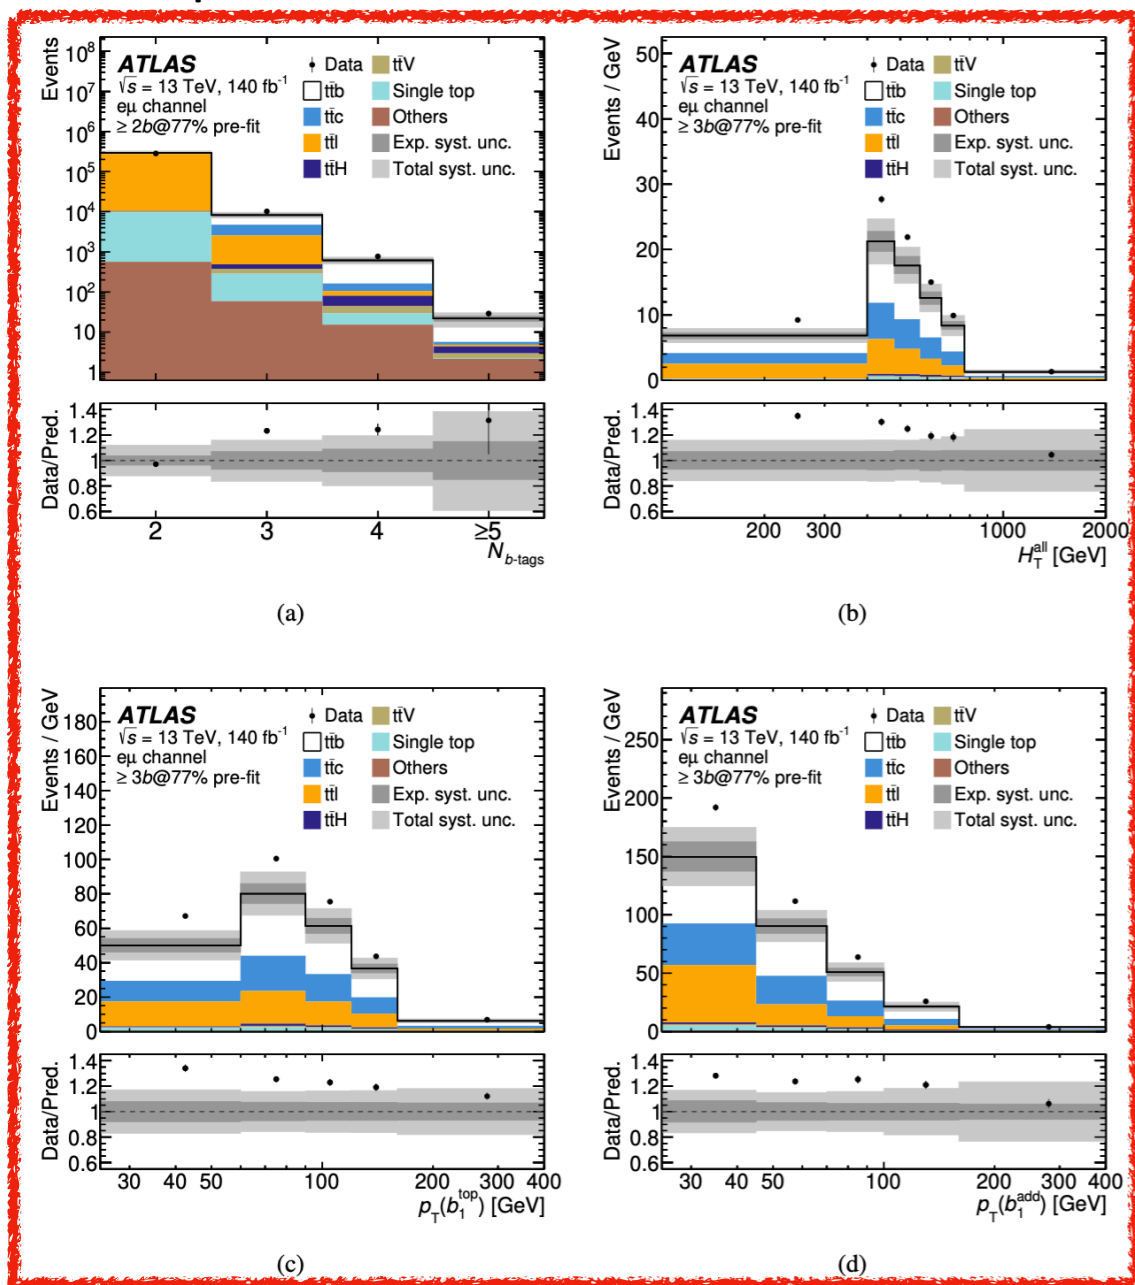 Events
10⁸
10⁷
10⁶
10⁵
10⁴
10³
10²
10
1
ATLAS
√s = 13 TeV, 140 fb⁻¹
eμ channel
≥ 2b@77% pre-fit
Data
tt̄b
tt̄c
tt̄l
tt̄H
tt̄V
Single top
Others
Exp. syst. unc.
Total syst. unc.
Data/Pred.
1.4
1.2
1
0.8
0.6
2 3 4 ≥5
N_b-tags
(a)
Events / GeV
50
40
30
20
10
0
ATLAS
√s = 13 TeV, 140 fb⁻¹
eμ channel
≥ 3b@77% pre-fit
Data
tt̄b
tt̄c
tt̄l
tt̄H
tt̄V
Single top
Others
Exp. syst. unc.
Total syst. unc.
Data/Pred.
1.4
1.2
1
0.8
0.6
200 300 1000 2000
H_T^all [GeV]
(b)
Events / GeV
180
160
140
120
100
80
60
40
20
0
ATLAS
√s = 13 TeV, 140 fb⁻¹
eμ channel
≥ 3b@77% pre-fit
Data
tt̄b
tt̄c
tt̄l
tt̄H
tt̄V
Single top
Others
Exp. syst. unc.
Total syst. unc.
Data/Pred.
1.4
1.2
1
0.8
0.6
30 40 50 100 200 300 400
p_T(b_1^top) [GeV]
(c)
Events / GeV
250
200
150
100
50
0
ATLAS
√s = 13 TeV, 140 fb⁻¹
eμ channel
≥ 3b@77% pre-fit
Data
tt̄b
tt̄c
tt̄l
tt̄H
tt̄V
Single top
Others
Exp. syst. unc.
Total syst. unc.
Data/Pred.
1.4
1.2
1
0.8
0.6
30 40 50 100 200 300 400
p_T(b_1^add) [GeV]
(d)